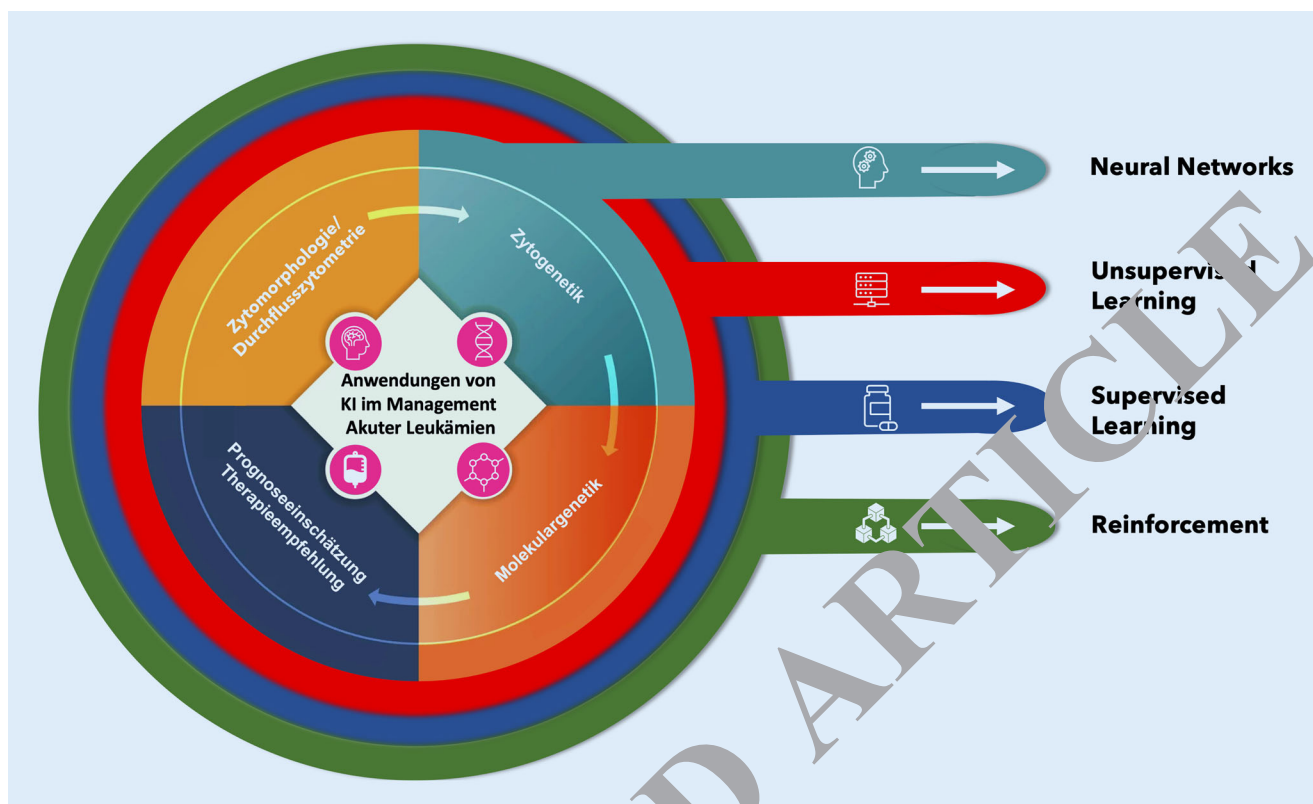 Neural Networks
Unsupervised
Learning
Supervised
Learning
Reinforcement
Zytomorphologie/
Durchflusszytometrie
Zytogenetik
Anwendungen von
KI im Management
Akuter Leukämien
Prognoseeinschätzung
Therapieempfehlung
Molekulargenetik
D ARTICLE